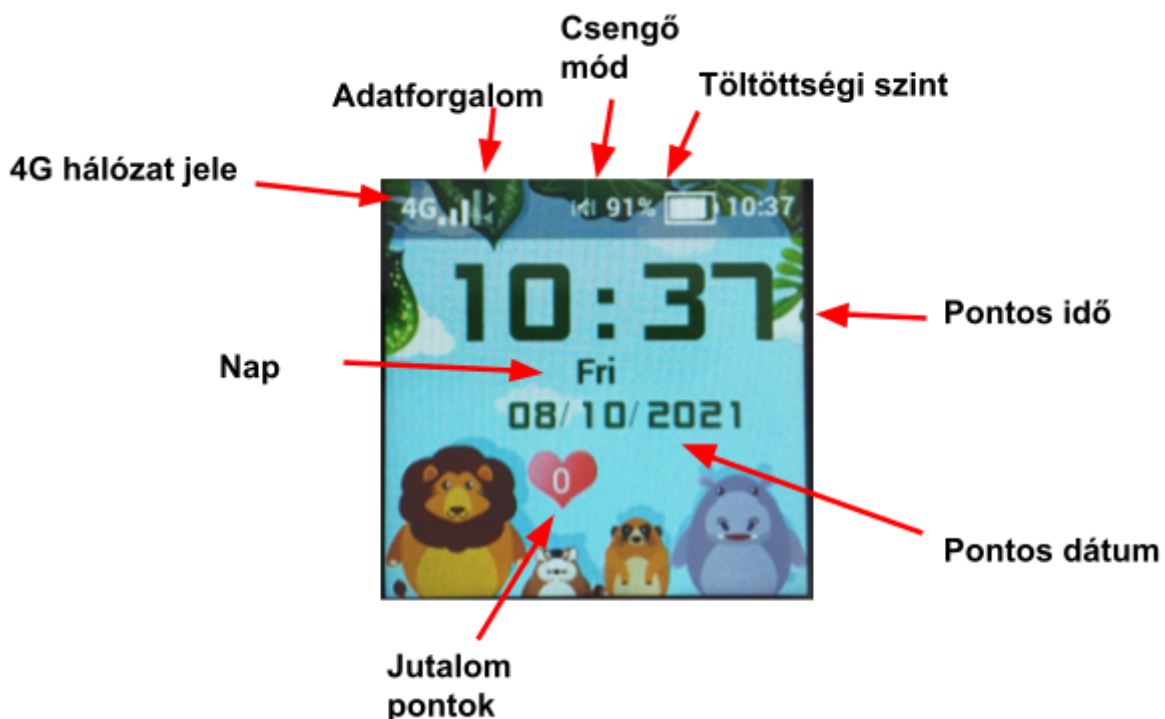 Csengő
mód
Adatforgalom
Töltöttségi szint
4G hálózat jele
4G 91% 10:37
10:37
Pontos idő
Nap
Fri
08/10/2021
0
Pontos dátum
Jutalom
pontok